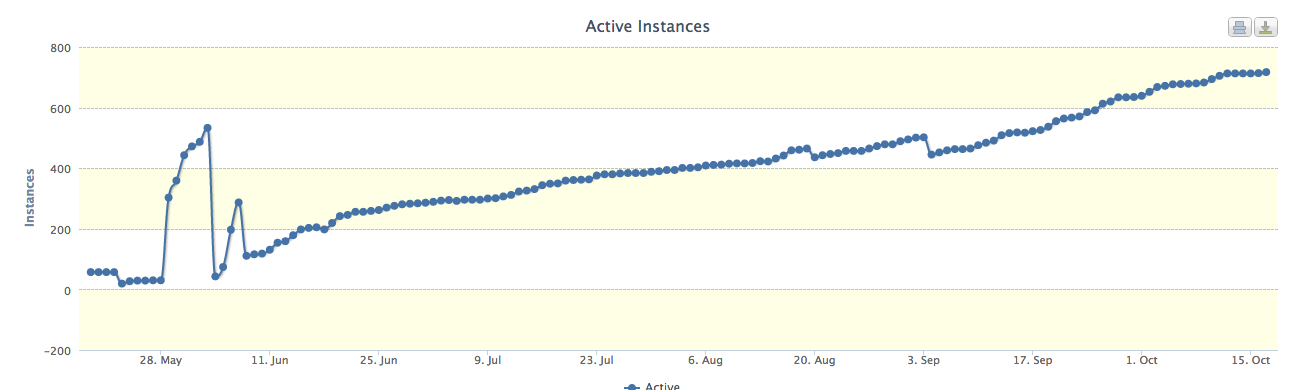 Active Instances
800
600
400
200
0
−200
Instances
28. May 11. Jun 25. Jun 9. Jul 23. Jul 6. Aug 20. Aug 3. Sep 17. Sep 1. Oct 15. Oct
Active